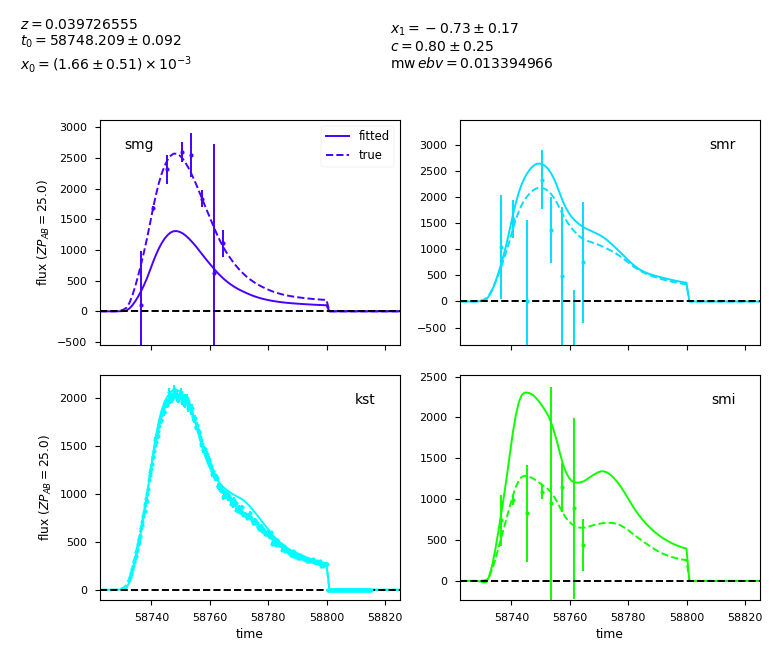 z = 0.039726555
t₀ = 58748.209 ± 0.092
x₀ = (1.66 ± 0.51) × 10⁻³
x₁ = −0.73 ± 0.17
c = 0.80 ± 0.25
mw ebv = 0.013394966
smg
fitted
true
3000
2500
2000
1500
1000
500
0
−500
flux (ZP_AB = 25.0)
smr
3000
2500
2000
1500
1000
500
0
−500
kst
2000
1500
1000
500
0
flux (ZP_AB = 25.0)
58740 58760 58780 58800 58820
time
smi
2500
2000
1500
1000
500
0
58740 58760 58780 58800 58820
time